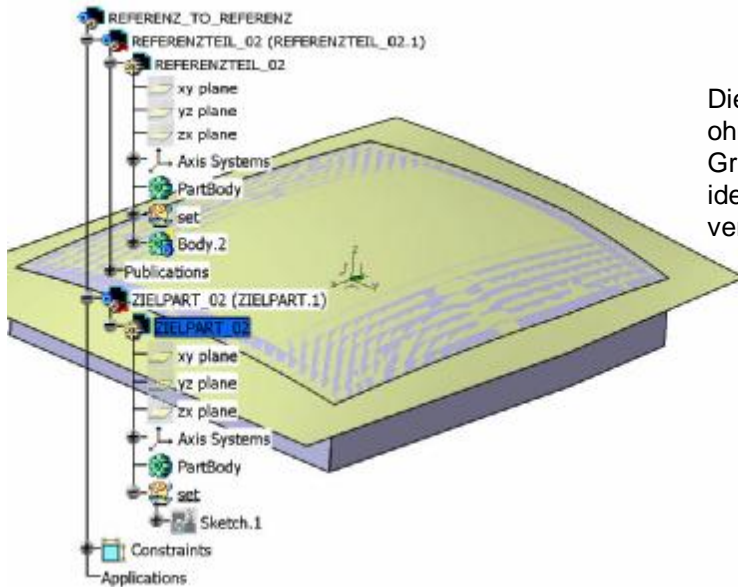 REFERENZ_TO_REFERENZ
REFERENZTEIL_02 (REFERENZTEIL_02.1)
REFERENZTEIL_02
xy plane
yz plane
zx plane
Axis Systems
PartBody
set
Body.2
Publications
ZIELPART_02 (ZIELPART.1)
ZIELPART_02
xy plane
yz plane
zx plane
Axis Systems
PartBody
set
Sketch.1
Constraints
Applications
Die
oh
Gr
ide
ver